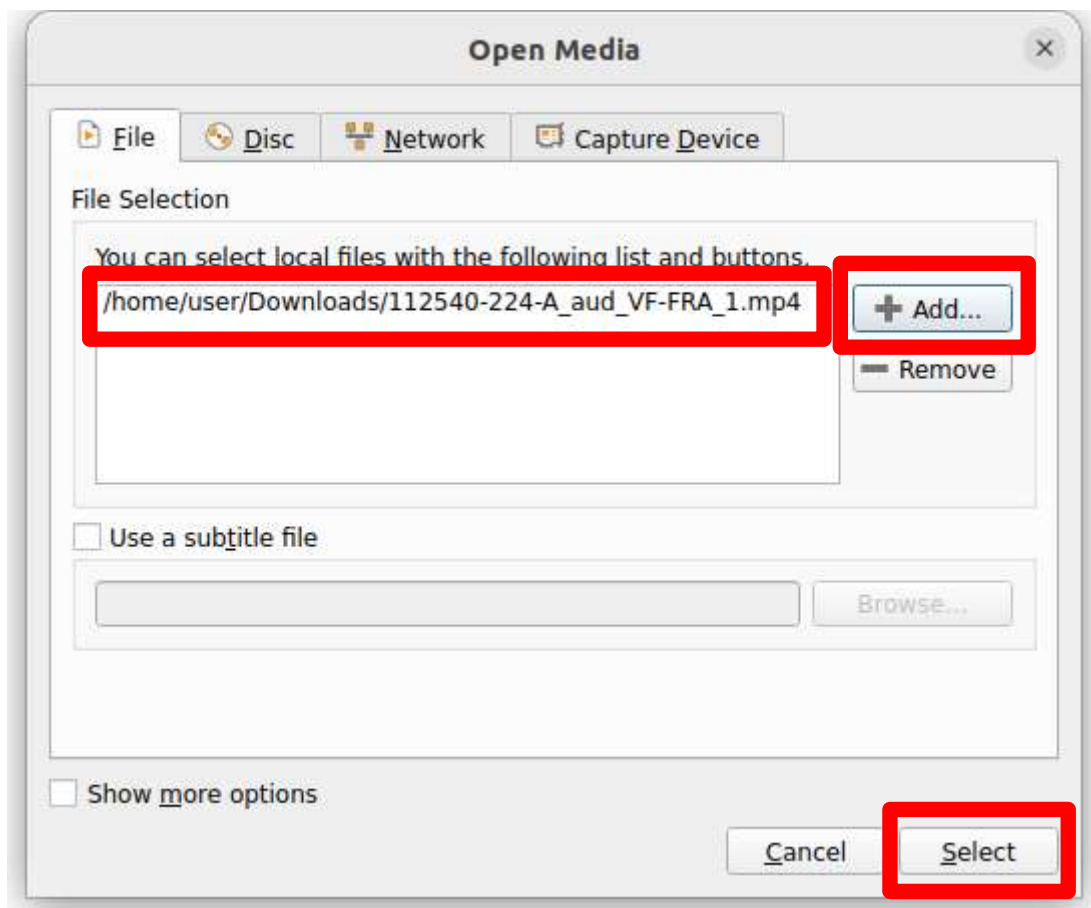 Open Media
File Disc Network Capture Device
File Selection
You can select local files with the following list and buttons.
/home/user/Downloads/112540-224-A_aud_VF-FRA_1.mp4
Add...
Remove
Use a subtitle file
Browse...
Show more options
Cancel Select